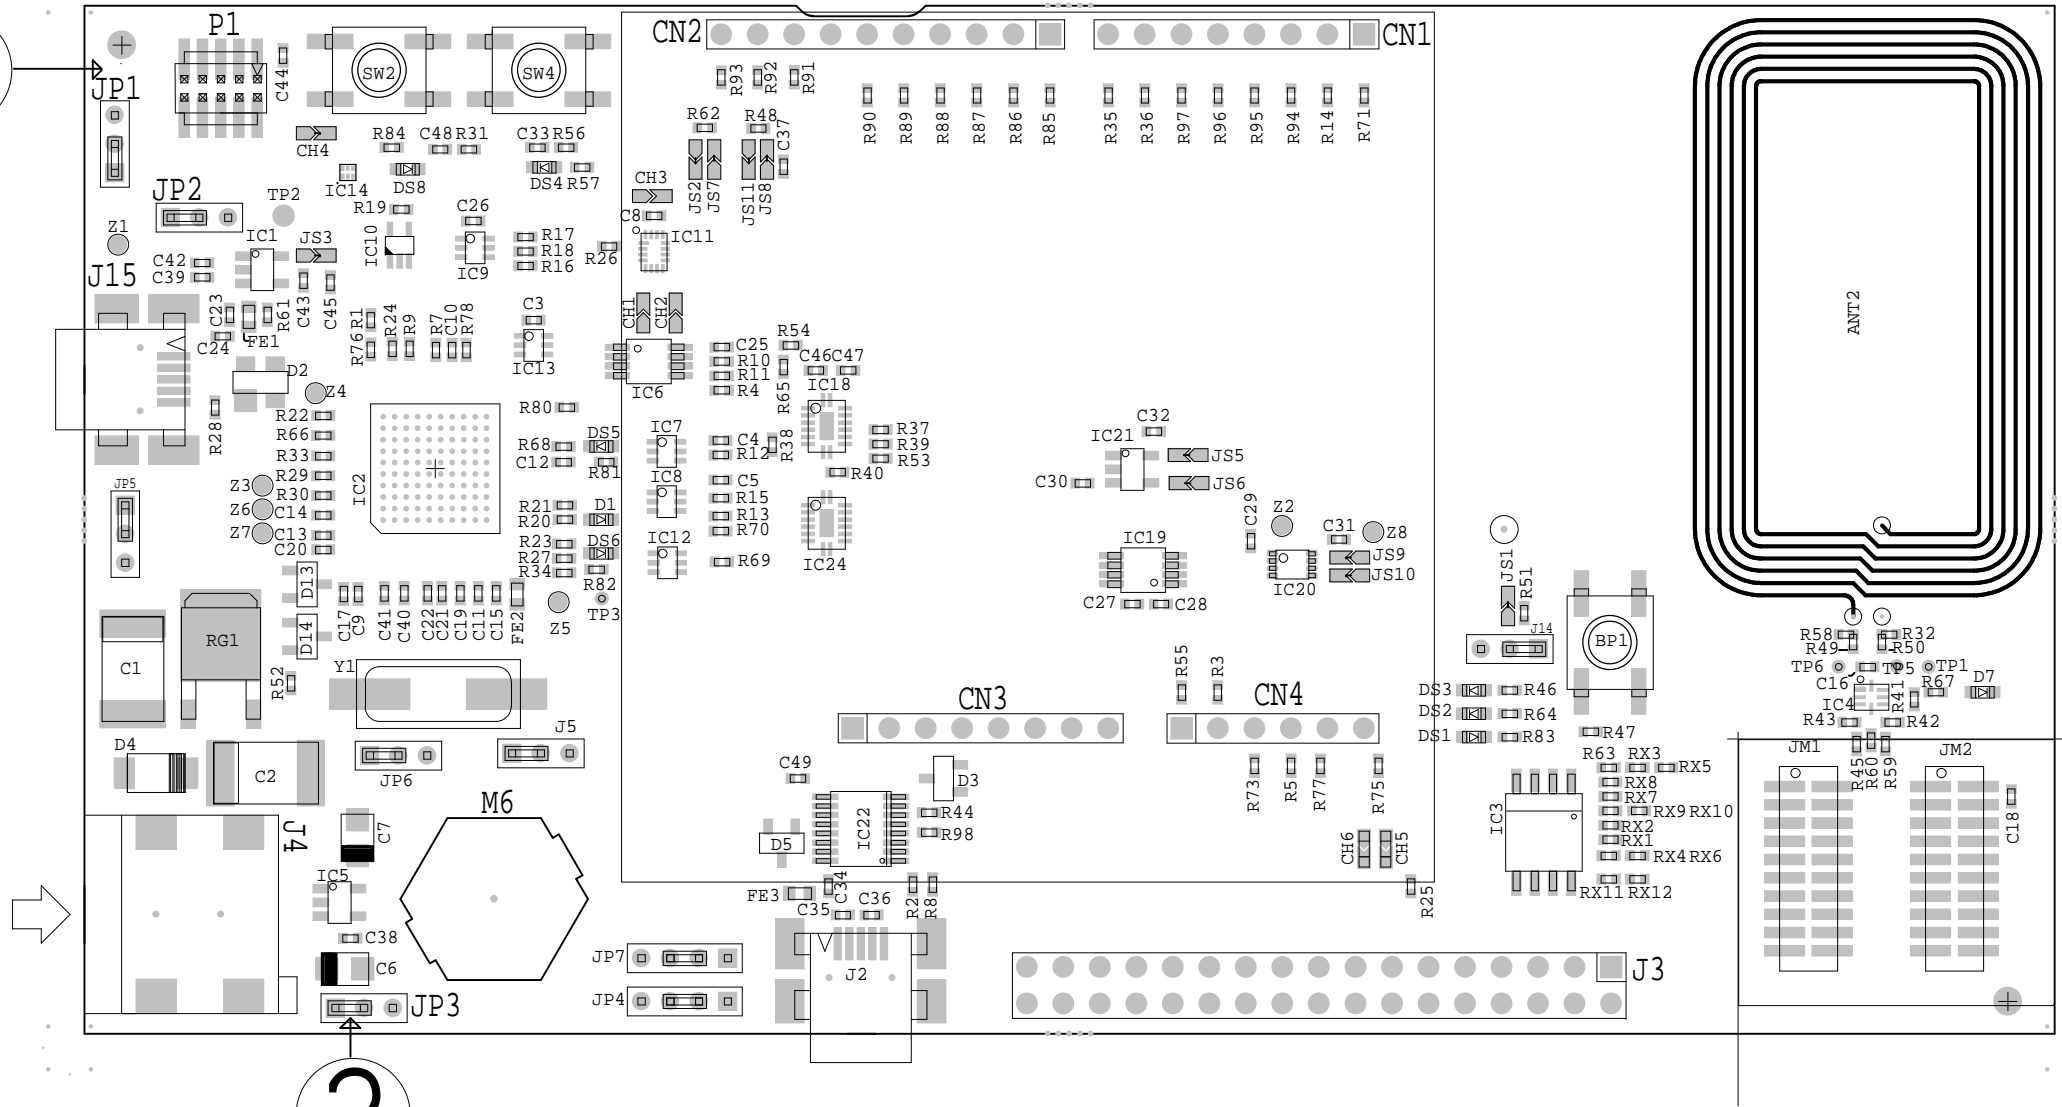 P1
CN2
CN1
C44
SW2
SW4
JP1
R93
R92
R91
R90
R89
R88
R87
R86
R85
R35
R36
R97
R96
R95
R94
R14
R71
CH4
R84
C48
R31
C33
R56
R62
R48
C37
IC14
DS8
DS4
R57
CH3
JS2
JS7
JS11
JS8
JP2
TP2
R19
C26
C8
Z1
IC1
JS3
IC10
IC9
R17
R18
R16
R26
IC11
C42
C39
J15
C23
R61
C43
C45
FE1
C24
R1
R76
R24
R9
R7
C10
R78
C3
IC13
CH1
CH2
IC6
C25
R10
R11
R4
R54
C46
C47
R65
IC18
ANT2
D2
Z4
R28
R22
R66
R33
R29
R30
C14
C13
C20
Z3
Z6
Z7
IC2
R80
R68
C12
DS5
R81
IC7
IC8
C4
R12
R38
C5
R15
R13
R70
R37
R39
R53
R40
IC21
C32
JS5
JS6
C30
JP5
R21
R20
D1
R23
R27
R34
DS6
R82
TP3
IC12
R69
IC24
IC19
C27
C28
C29
Z2
C31
Z8
JS9
JS10
IC20
JS1
R51
D13
D14
C17
C9
C41
C40
C22
C21
C19
C11
C15
FE2
Z5
C1
RG1
R52
Y1
J14
BP1
R58
R49
R32
R50
TP6
TP5
TP1
C16
IC4
R41
R67
D7
R43
R42
R55
R3
CN3
CN4
DS3
R46
DS2
R64
DS1
R83
R47
D4
C2
JP6
J5
M6
C49
D3
R73
R5
R77
R75
R63
RX3
RX5
RX8
RX7
RX9
RX10
RX2
RX1
RX4
RX6
RX11
RX12
IC3
JM1
JM2
R45
R60
R59
C18
J4
C7
IC5
C38
C6
JP3
IC22
R44
R98
D5
FE3
C34
C35
C36
R2
R8
CH6
CH5
R25
JP7
JP4
J2
J3
2